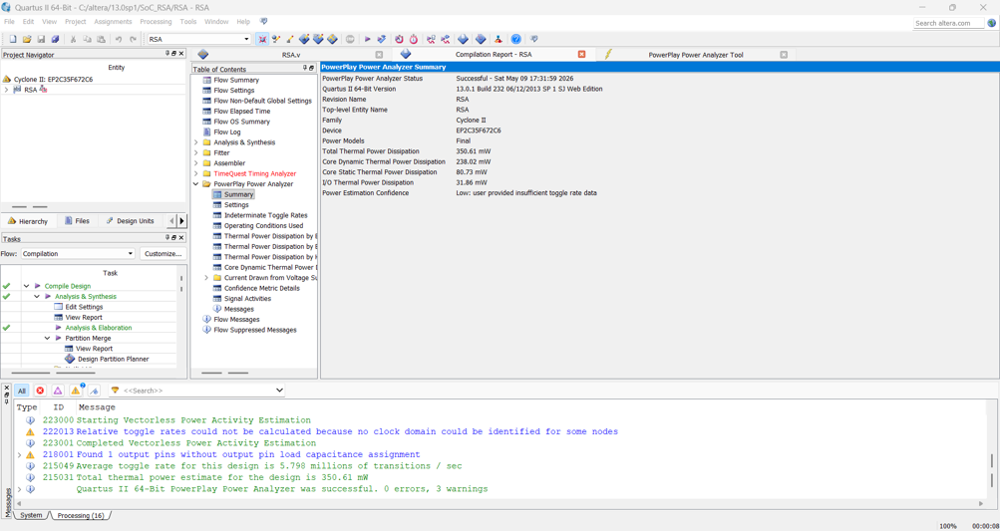 Quartus II 64-Bit - C:/altera/13.0sp1/SoC_RSA/RSA - RSA
File Edit View Project Assignments Processing Tools Window Help
Search altera.com
RSA
Project Navigator
Entity
Cyclone II: EP2C35F672C6
RSA
Hierarchy Files Design Units
Tasks
Flow: Compilation Customize...
Task
Compile Design
Analysis & Synthesis
Edit Settings
View Report
Analysis & Elaboration
Partition Merge
View Report
Design Partition Planner
RSA.v Compilation Report - RSA PowerPlay Power Analyzer Tool
Table of Contents
Flow Summary
Flow Settings
Flow Non-Default Global Settings
Flow Elapsed Time
Flow OS Summary
Flow Log
Analysis & Synthesis
Fitter
Assembler
TimeQuest Timing Analyzer
PowerPlay Power Analyzer
Summary
Settings
Indeterminate Toggle Rates
Operating Conditions Used
Thermal Power Dissipation by
Thermal Power Dissipation by
Thermal Power Dissipation by
Core Dynamic Thermal Power
Current Drawn from Voltage Su
Confidence Metric Details
Signal Activities
Messages
Flow Messages
Flow Suppressed Messages
PowerPlay Power Analyzer Summary
PowerPlay Power Analyzer Status Successful - Sat May 09 17:31:59 2026
Quartus II 64-Bit Version 13.0.1 Build 232 06/12/2013 SP 1 SJ Web Edition
Revision Name RSA
Top-level Entity Name RSA
Family Cyclone II
Device EP2C35F672C6
Power Models Final
Total Thermal Power Dissipation 350.61 mW
Core Dynamic Thermal Power Dissipation 238.02 mW
Core Static Thermal Power Dissipation 80.73 mW
I/O Thermal Power Dissipation 31.86 mW
Power Estimation Confidence Low: user provided insufficient toggle rate data
All <<Search>>
Type ID Message
223000 Starting Vectorless Power Activity Estimation
222013 Relative toggle rates could not be calculated because no clock domain could be identified for some nodes
223001 Completed Vectorless Power Activity Estimation
218001 Found 1 output pins without output pin load capacitance assignment
215049 Average toggle rate for this design is 5.798 millions of transitions / sec
215031 Total thermal power estimate for the design is 350.61 mW
Quartus II 64-Bit PowerPlay Power Analyzer was successful. 0 errors, 3 warnings
Messages
System Processing (16)
100% 00:00:08